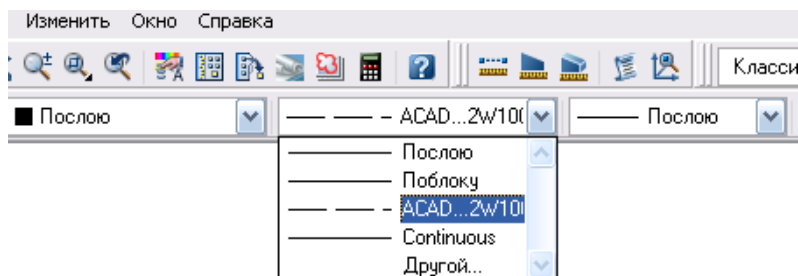 Изменить Окно Справка
Класси
Послою ACAD...2W10( Послою
Послою
Поблоку
ACAD...2W10(
Continuous
Другой...